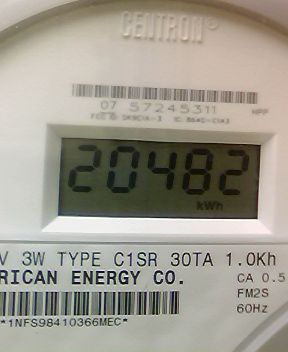 CENTRON®
07 57245311 NPP
20482
kWh
V 3W TYPE C1SR 30TA 1.0Kh
RICAN ENERGY CO. CA 0.5
FM2S
60Hz
*1NFS98410366MEC*